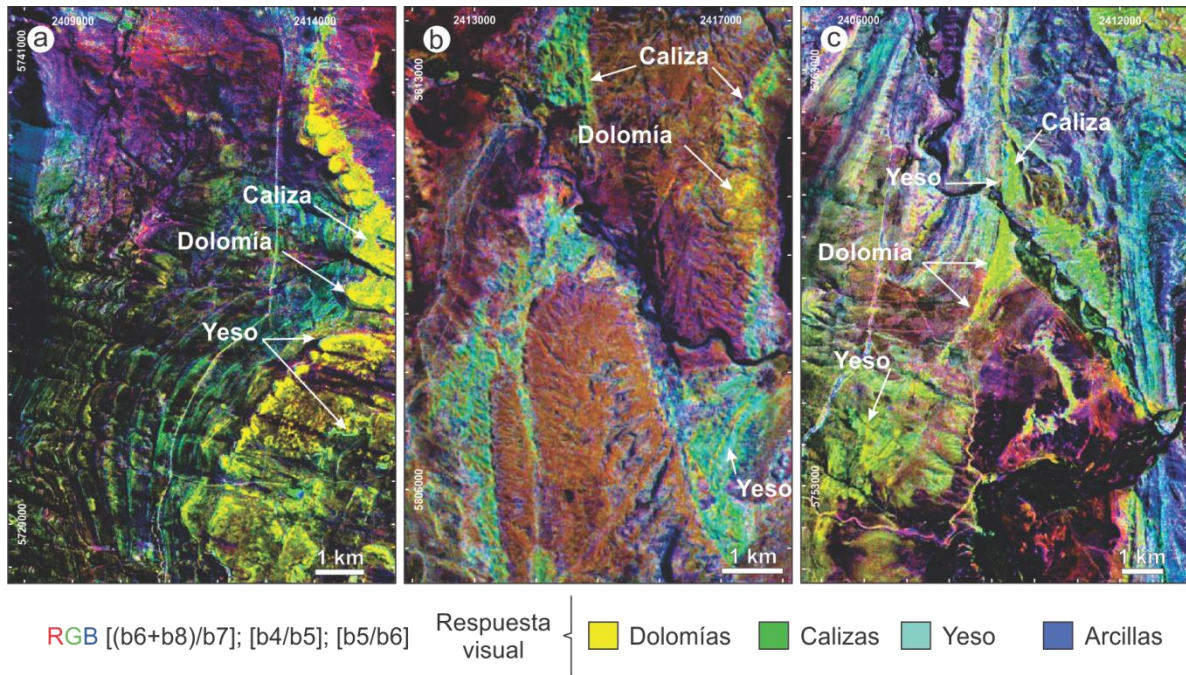 a
2409000
2414000
5741000
Caliza
Dolomía
Yeso
5729000
1 km
b
2413000
2417000
5813000
Caliza
Dolomía
Yeso
5806000
1 km
c
2406000
2412000
5763000
Caliza
Yeso
Dolomía
Yeso
5753000
1 km
RGB [(b6+b8)/b7]; [b4/b5]; [b5/b6]
Respuesta
visual
Dolomías
Calizas
Yeso
Arcillas